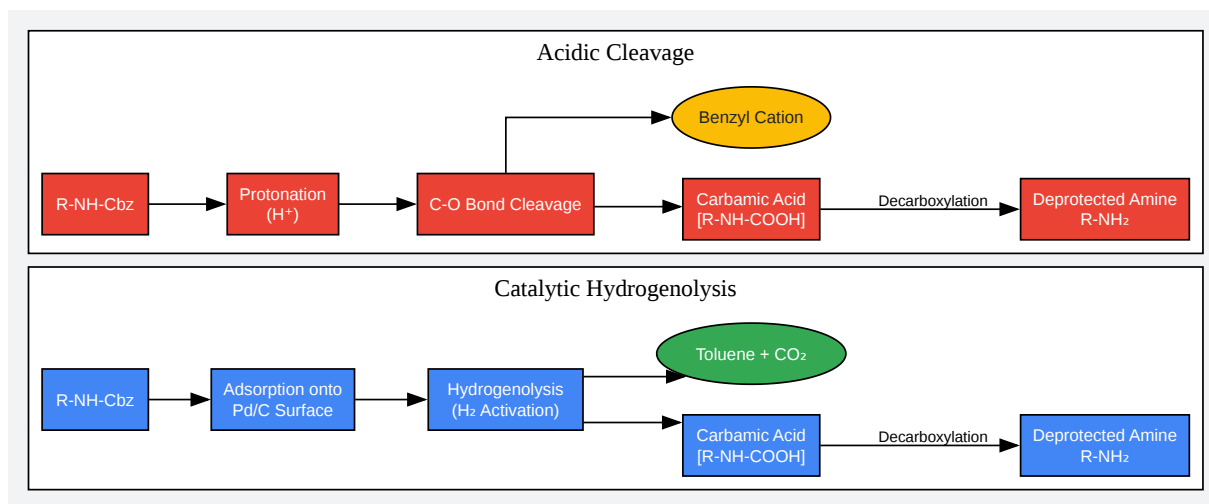 Acidic Cleavage
Benzyl Cation
R-NH-Cbz
Protonation
(H⁺)
C-O Bond Cleavage
Carbamic Acid
[R-NH-COOH]
Decarboxylation
Deprotected Amine
R-NH₂
Catalytic Hydrogenolysis
Toluene + CO₂
R-NH-Cbz
Adsorption onto
Pd/C Surface
Hydrogenolysis
(H₂ Activation)
Carbamic Acid
[R-NH-COOH]
Decarboxylation
Deprotected Amine
R-NH₂